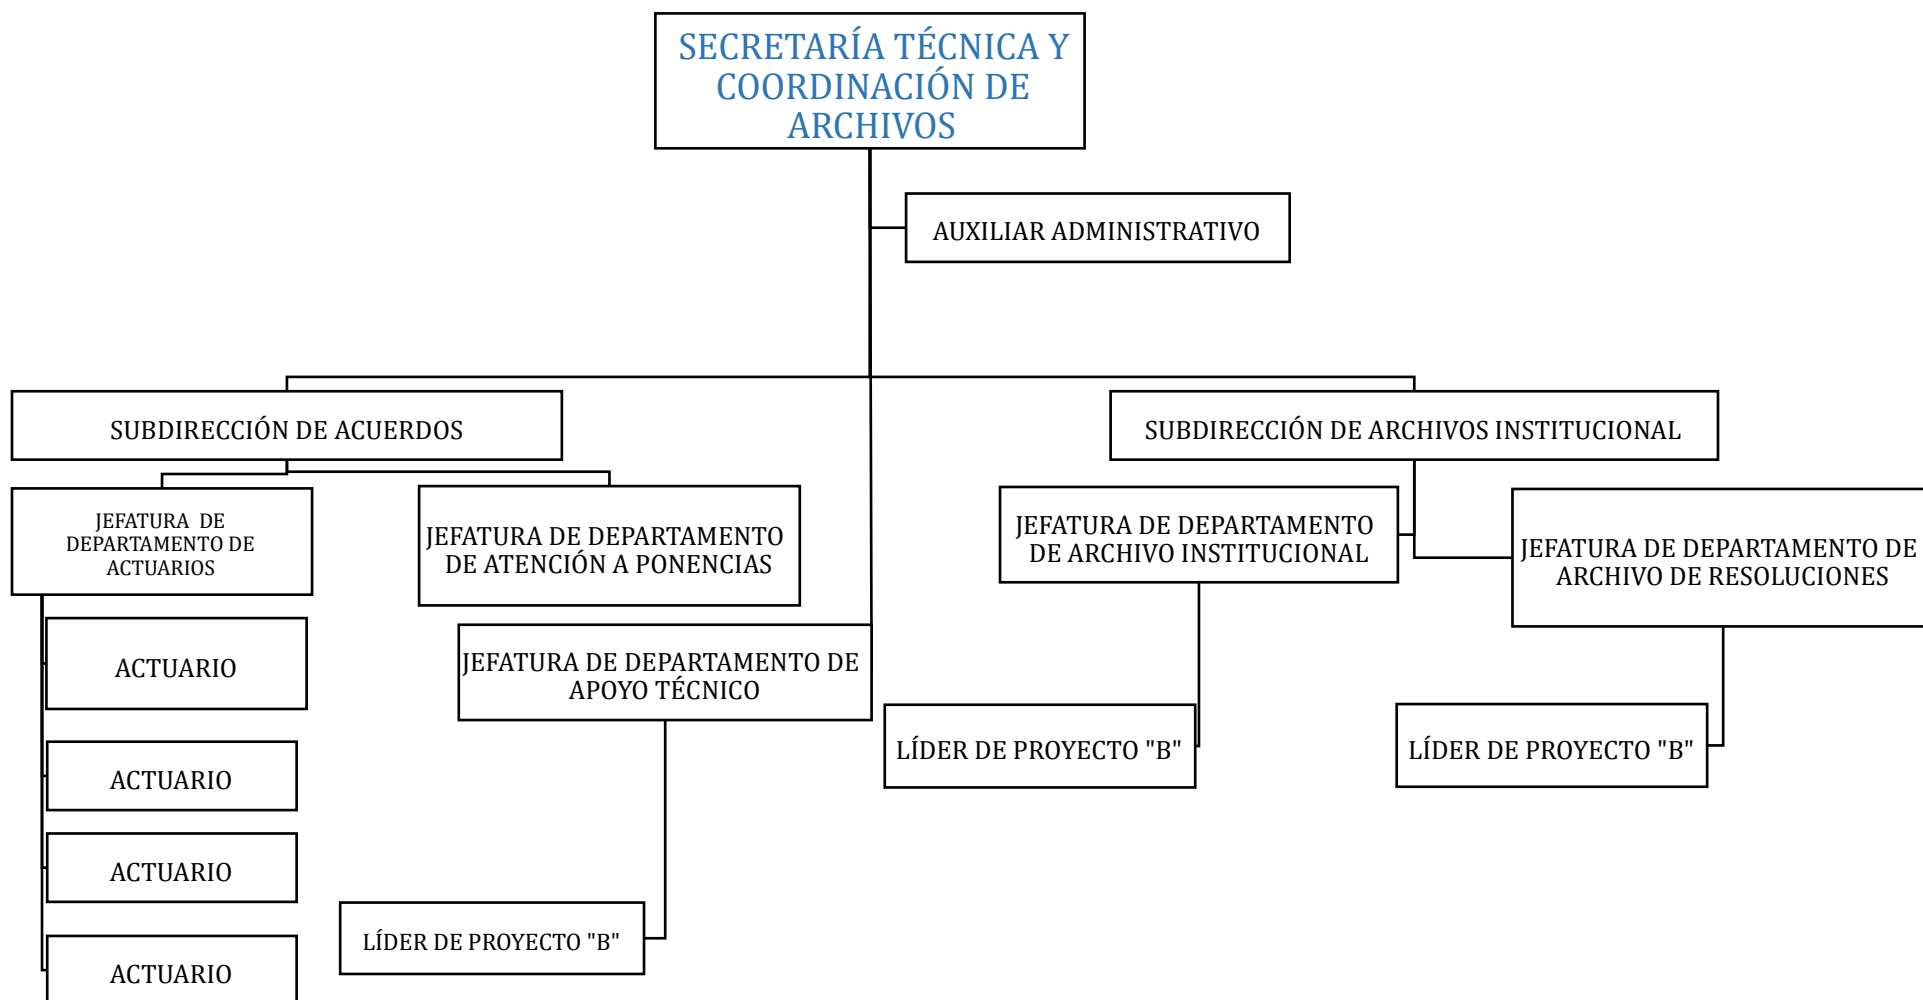 SECRETARÍA TÉCNICA Y
COORDINACIÓN DE
ARCHIVOS
AUXILIAR ADMINISTRATIVO
SUBDIRECCIÓN DE ACUERDOS
SUBDIRECCIÓN DE ARCHIVOS INSTITUCIONAL
JEFATURA DE
DEPARTAMENTO DE
ACTUARIOS
JEFATURA DE DEPARTAMENTO
DE ATENCIÓN A PONENCIAS
JEFATURA DE DEPARTAMENTO
DE ARCHIVO INSTITUCIONAL
JEFATURA DE DEPARTAMENTO DE
ARCHIVO DE RESOLUCIONES
ACTUARIO
JEFATURA DE DEPARTAMENTO DE
APOYO TÉCNICO
LÍDER DE PROYECTO "B"
LÍDER DE PROYECTO "B"
ACTUARIO
ACTUARIO
LÍDER DE PROYECTO "B"
ACTUARIO